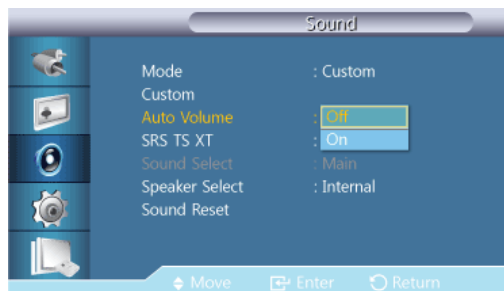 Sound
Mode : Custom
Custom
Auto Volume : Off
SRS TS XT : On
Sound Select : Main
Speaker Select : Internal
Sound Reset
Move Enter Return